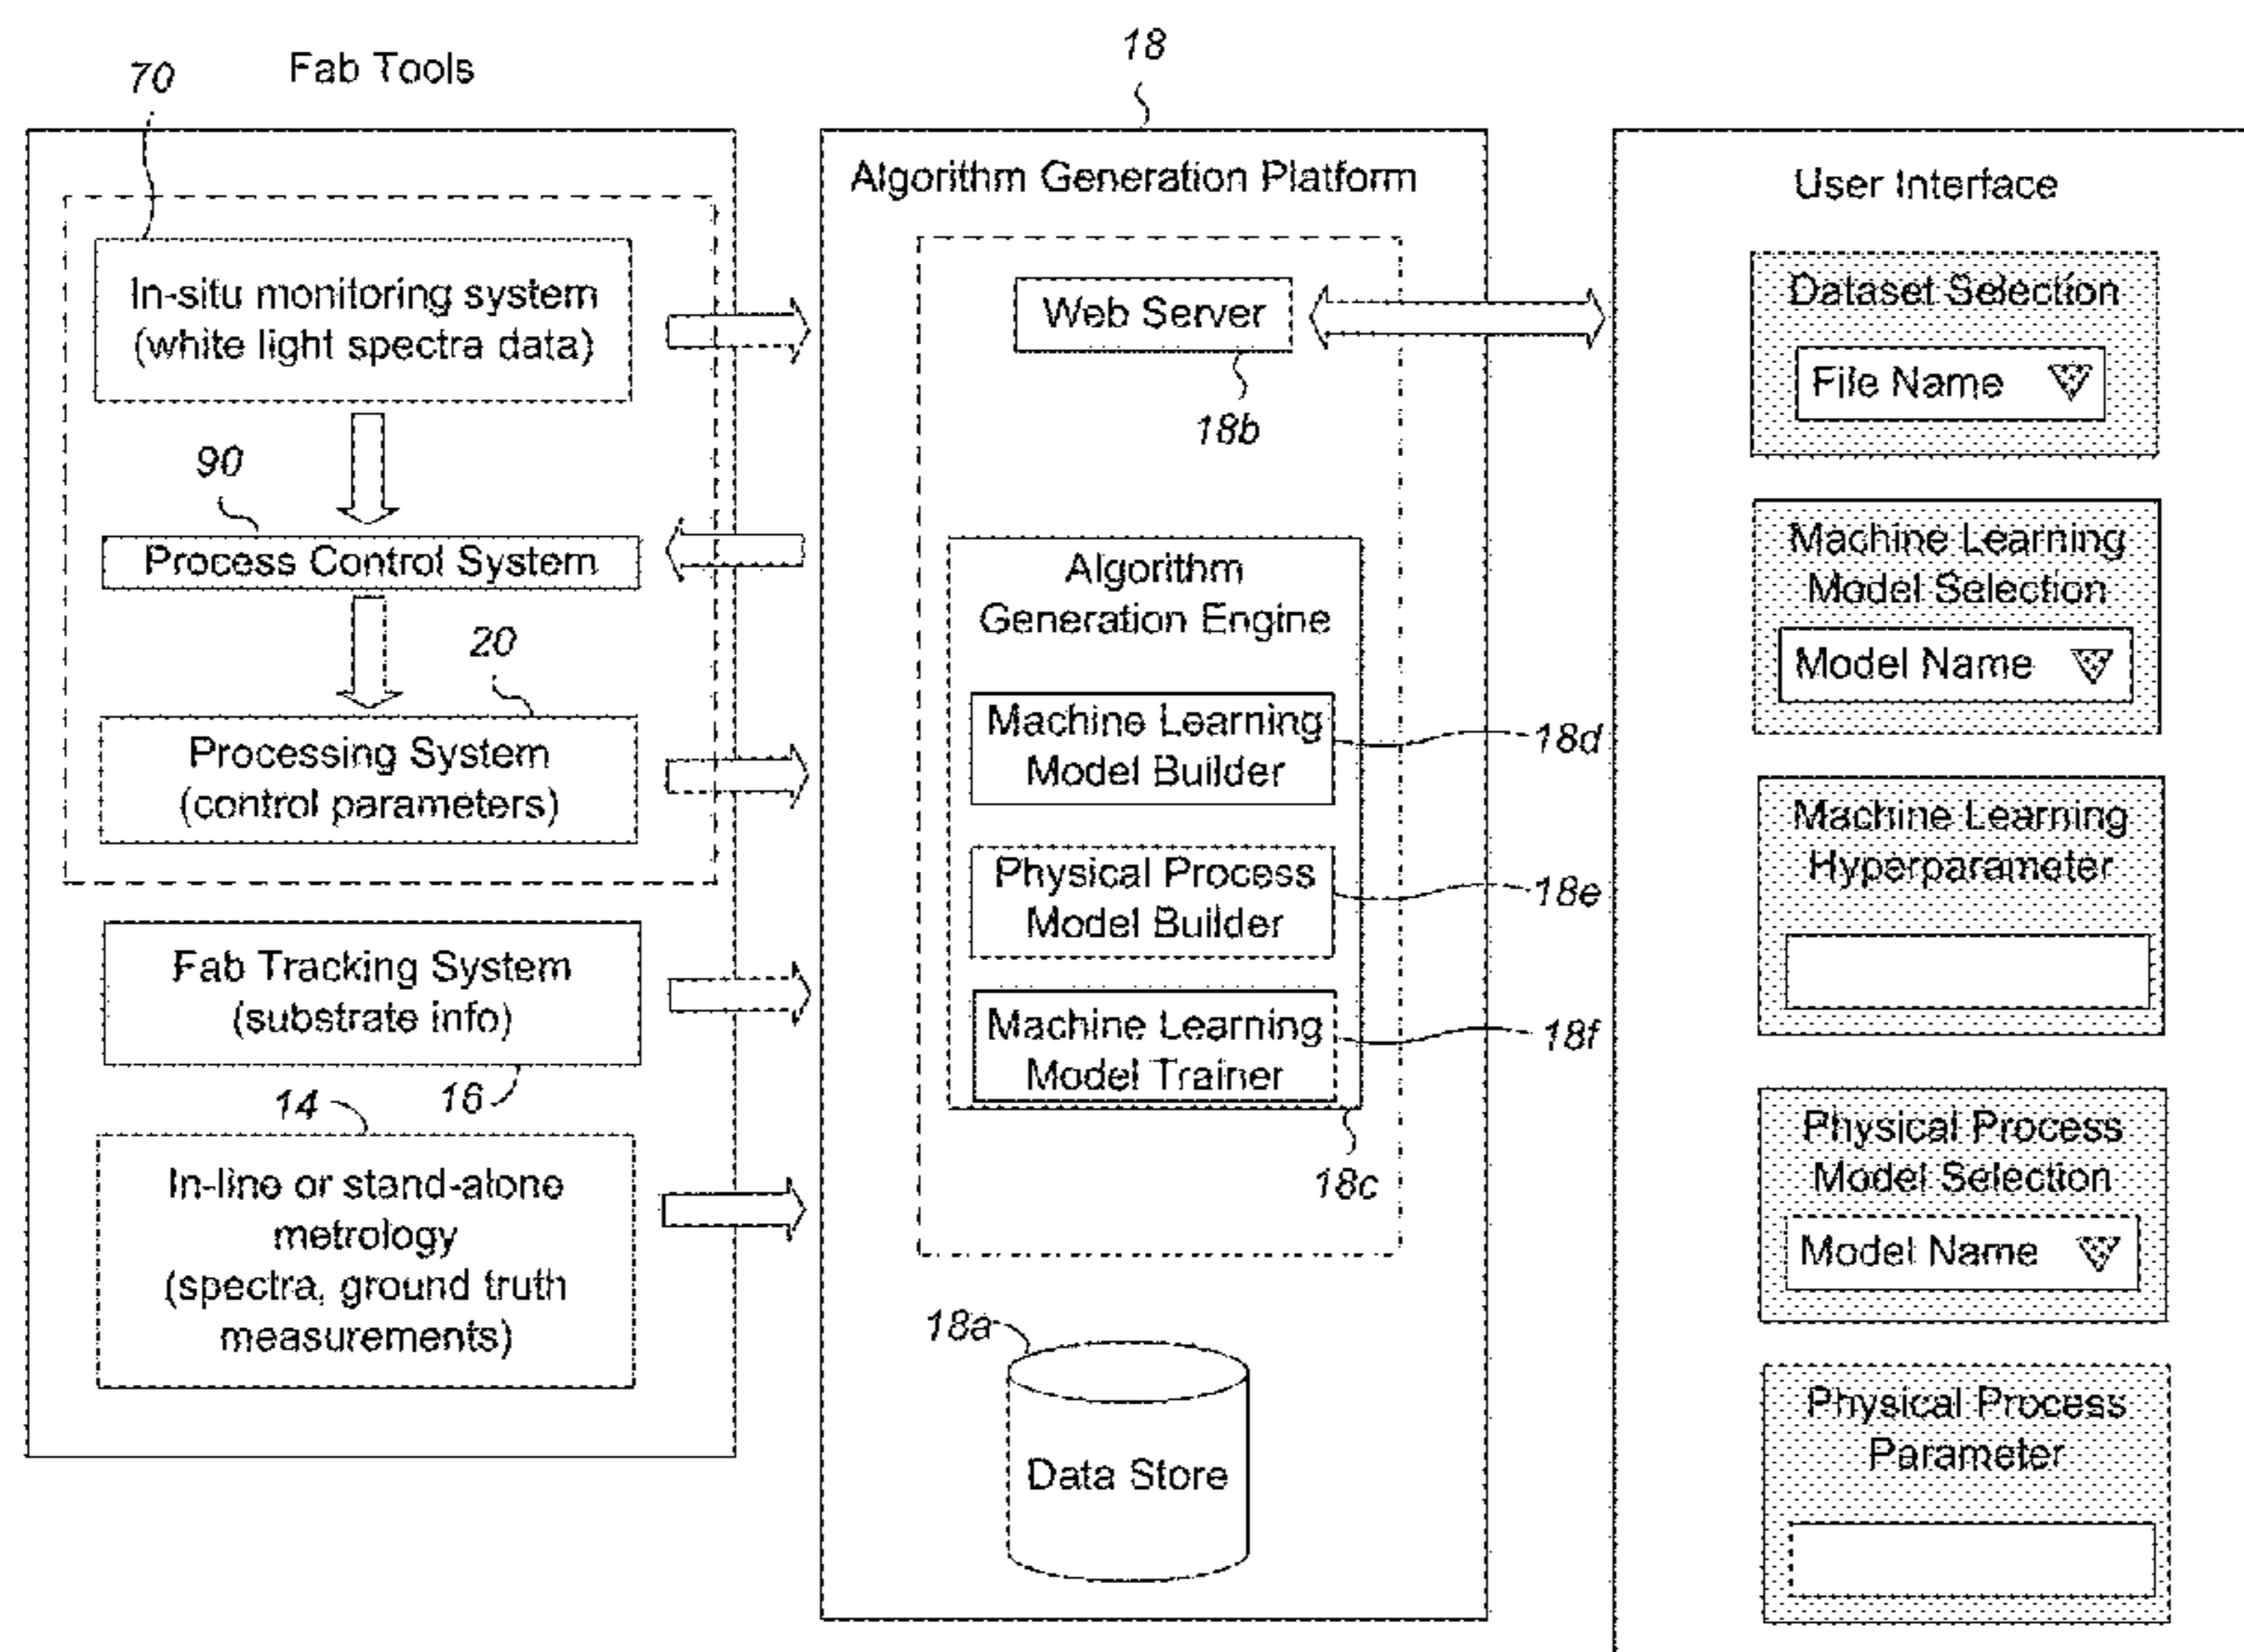 Fab Tools
70
In-situ monitoring system
(white light spectra data)
90
Process Control System
20
Processing System
(control parameters)
Fab Tracking System
(substrate info)
16
14
In-line or stand-alone
metrology
(spectra, ground truth
measurements)
18
Algorithm Generation Platform
Web Server
18b
Algorithm
Generation Engine
Machine Learning
Model Builder
18d
Physical Process
Model Builder
18e
Machine Learning
Model Trainer
18f
18c
18a
Data Store
User Interface
Dataset Selection
File Name
Machine Learning
Model Selection
Model Name
Machine Learning
Hyperparameter
Physical Process
Model Selection
Model Name
Physical Process
Parameter